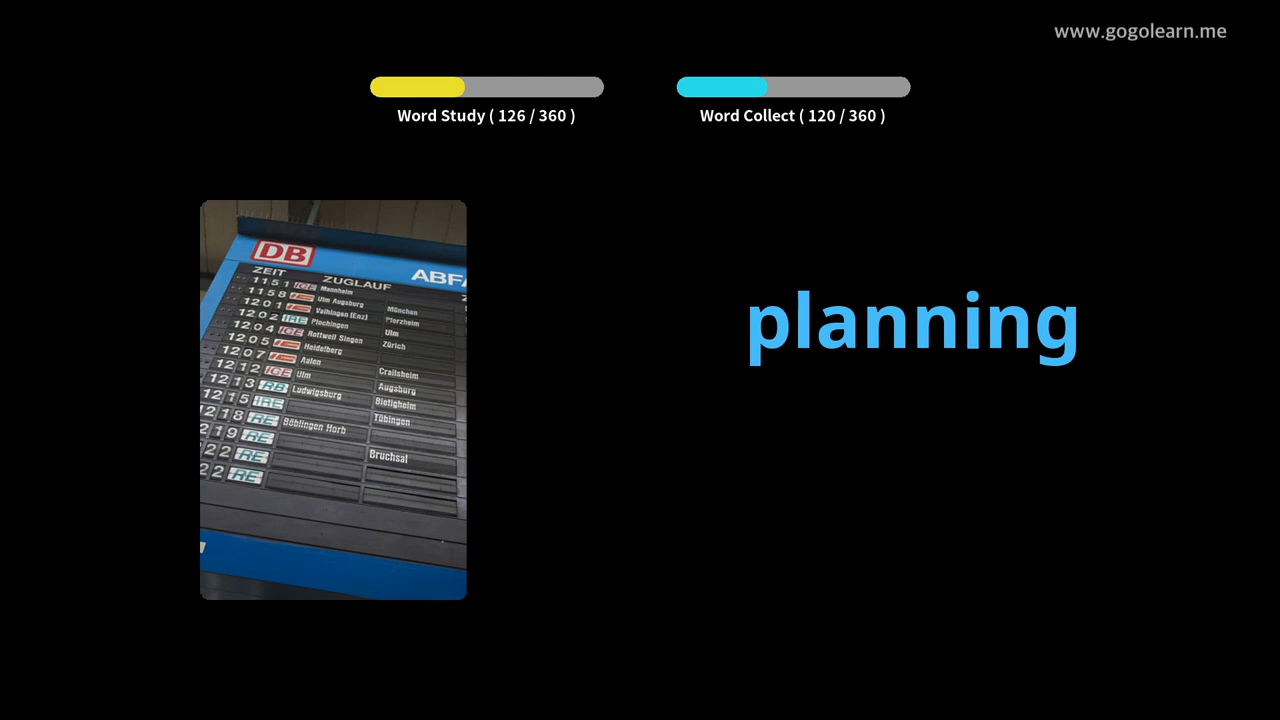 www.gogolearn.me
Word Study ( 126 / 360 )
Word Collect ( 120 / 360 )
planning
DB
ZEIT ZUGLAUF ABFA
1151 ICE Mannheim
1158 Ulm Augsburg München
1201 Vaihingen (Enz) Pforzheim
1202 IRE Plochingen Ulm
1204 ICE Rottweil Singen Zürich
1205 Heidelberg
1207 Aalen Crailsheim
1212 ICE Ulm Augsburg
1213 RB Ludwigsburg Bietigheim
1215 IRE Tübingen
1218 RE Böblingen Horb
219 RE Bruchsal
22 RE
22 RE